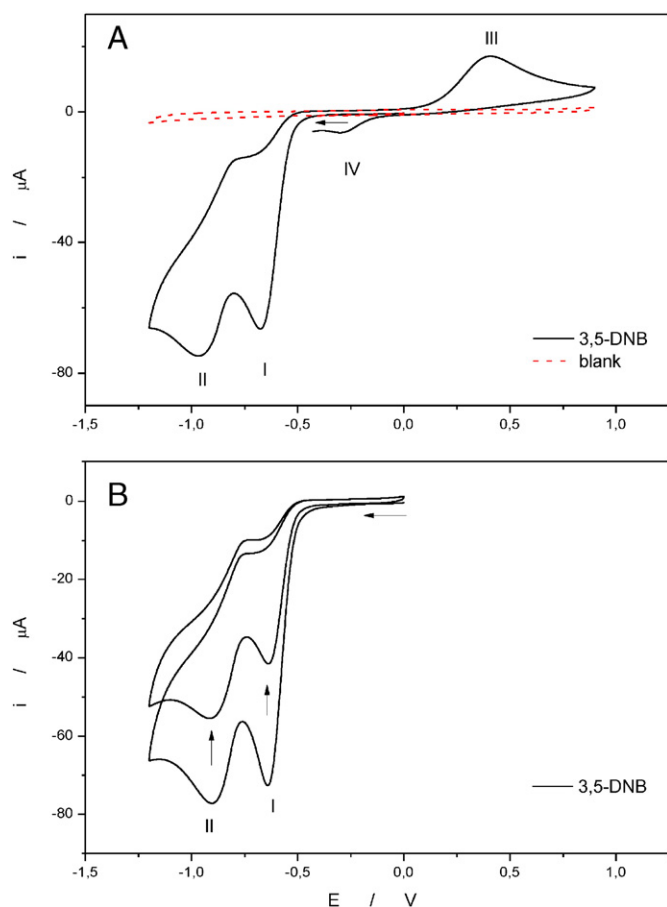 A
III
IV
II
I
3,5-DNB
blank
i / µA
0
-40
-80
-1,5
-1,0
-0,5
0,0
0,5
1,0
B
II
I
3,5-DNB
i / µA
0
-20
-40
-60
-80
-1,5
-1,0
-0,5
0,0
0,5
1,0
E / V